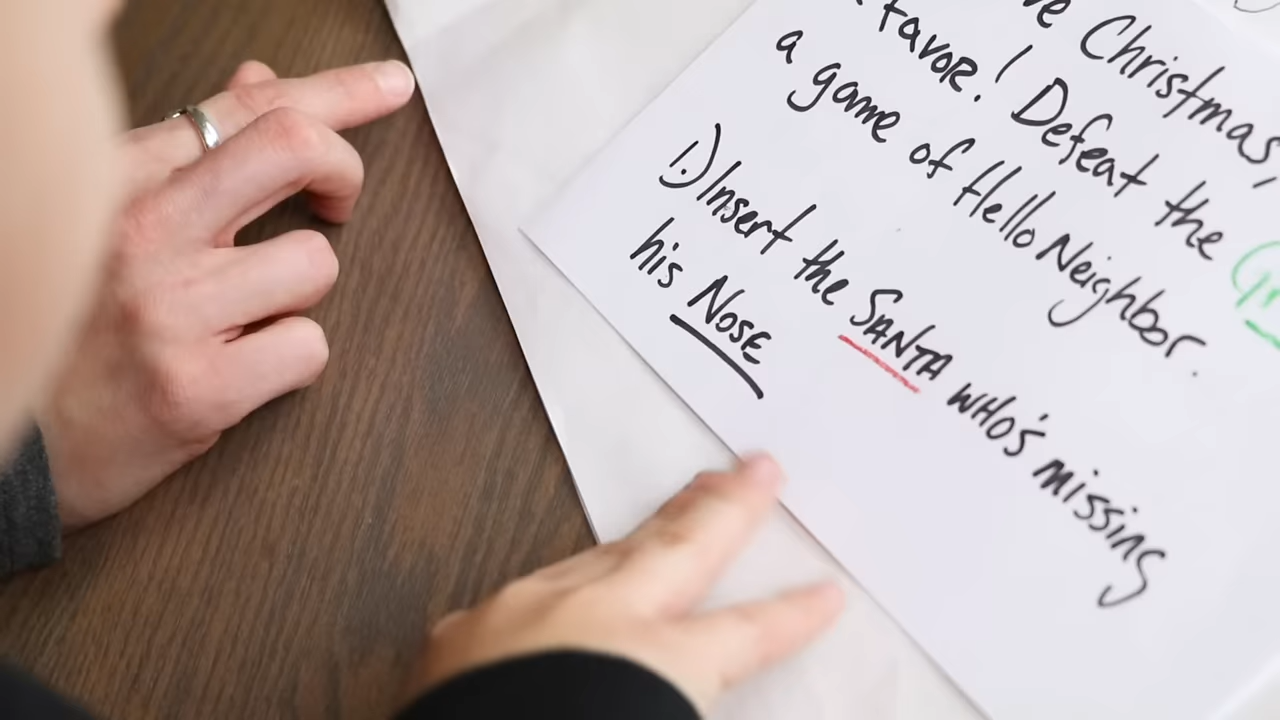 Christmas,
favor! Defeat the
a game of Hello Neighbor.
1.) Insert the SANTA who's missing
his NOSE